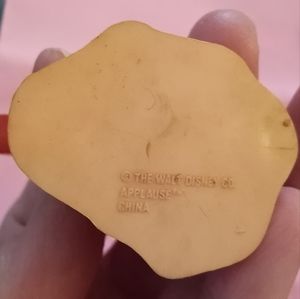 © THE WALT DISNEY CO.
APPLAUSE™
CHINA